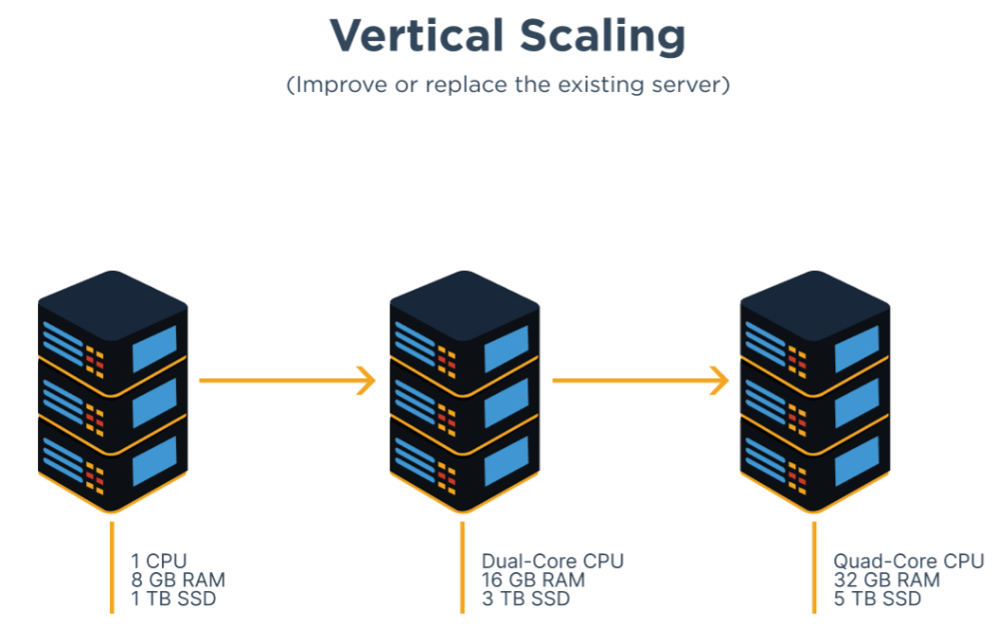 Vertical Scaling
(Improve or replace the existing server)
1 CPU
8 GB RAM
1 TB SSD
Dual-Core CPU
16 GB RAM
3 TB SSD
Quad-Core CPU
32 GB RAM
5 TB SSD